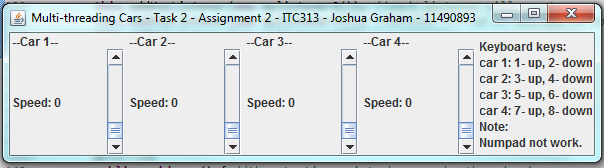 Multi-threading Cars - Task 2 - Assignment 2 - ITC313 - Joshua Graham - 11490893
--Car 1--
Speed: 0
--Car 2--
Speed: 0
--Car 3--
Speed: 0
--Car 4--
Speed: 0
Keyboard keys:
car 1: 1- up, 2- down
car 2: 3- up, 4- down
car 3: 5- up, 6- down
car 4: 7- up, 8- down
Note:
Numpad not work.